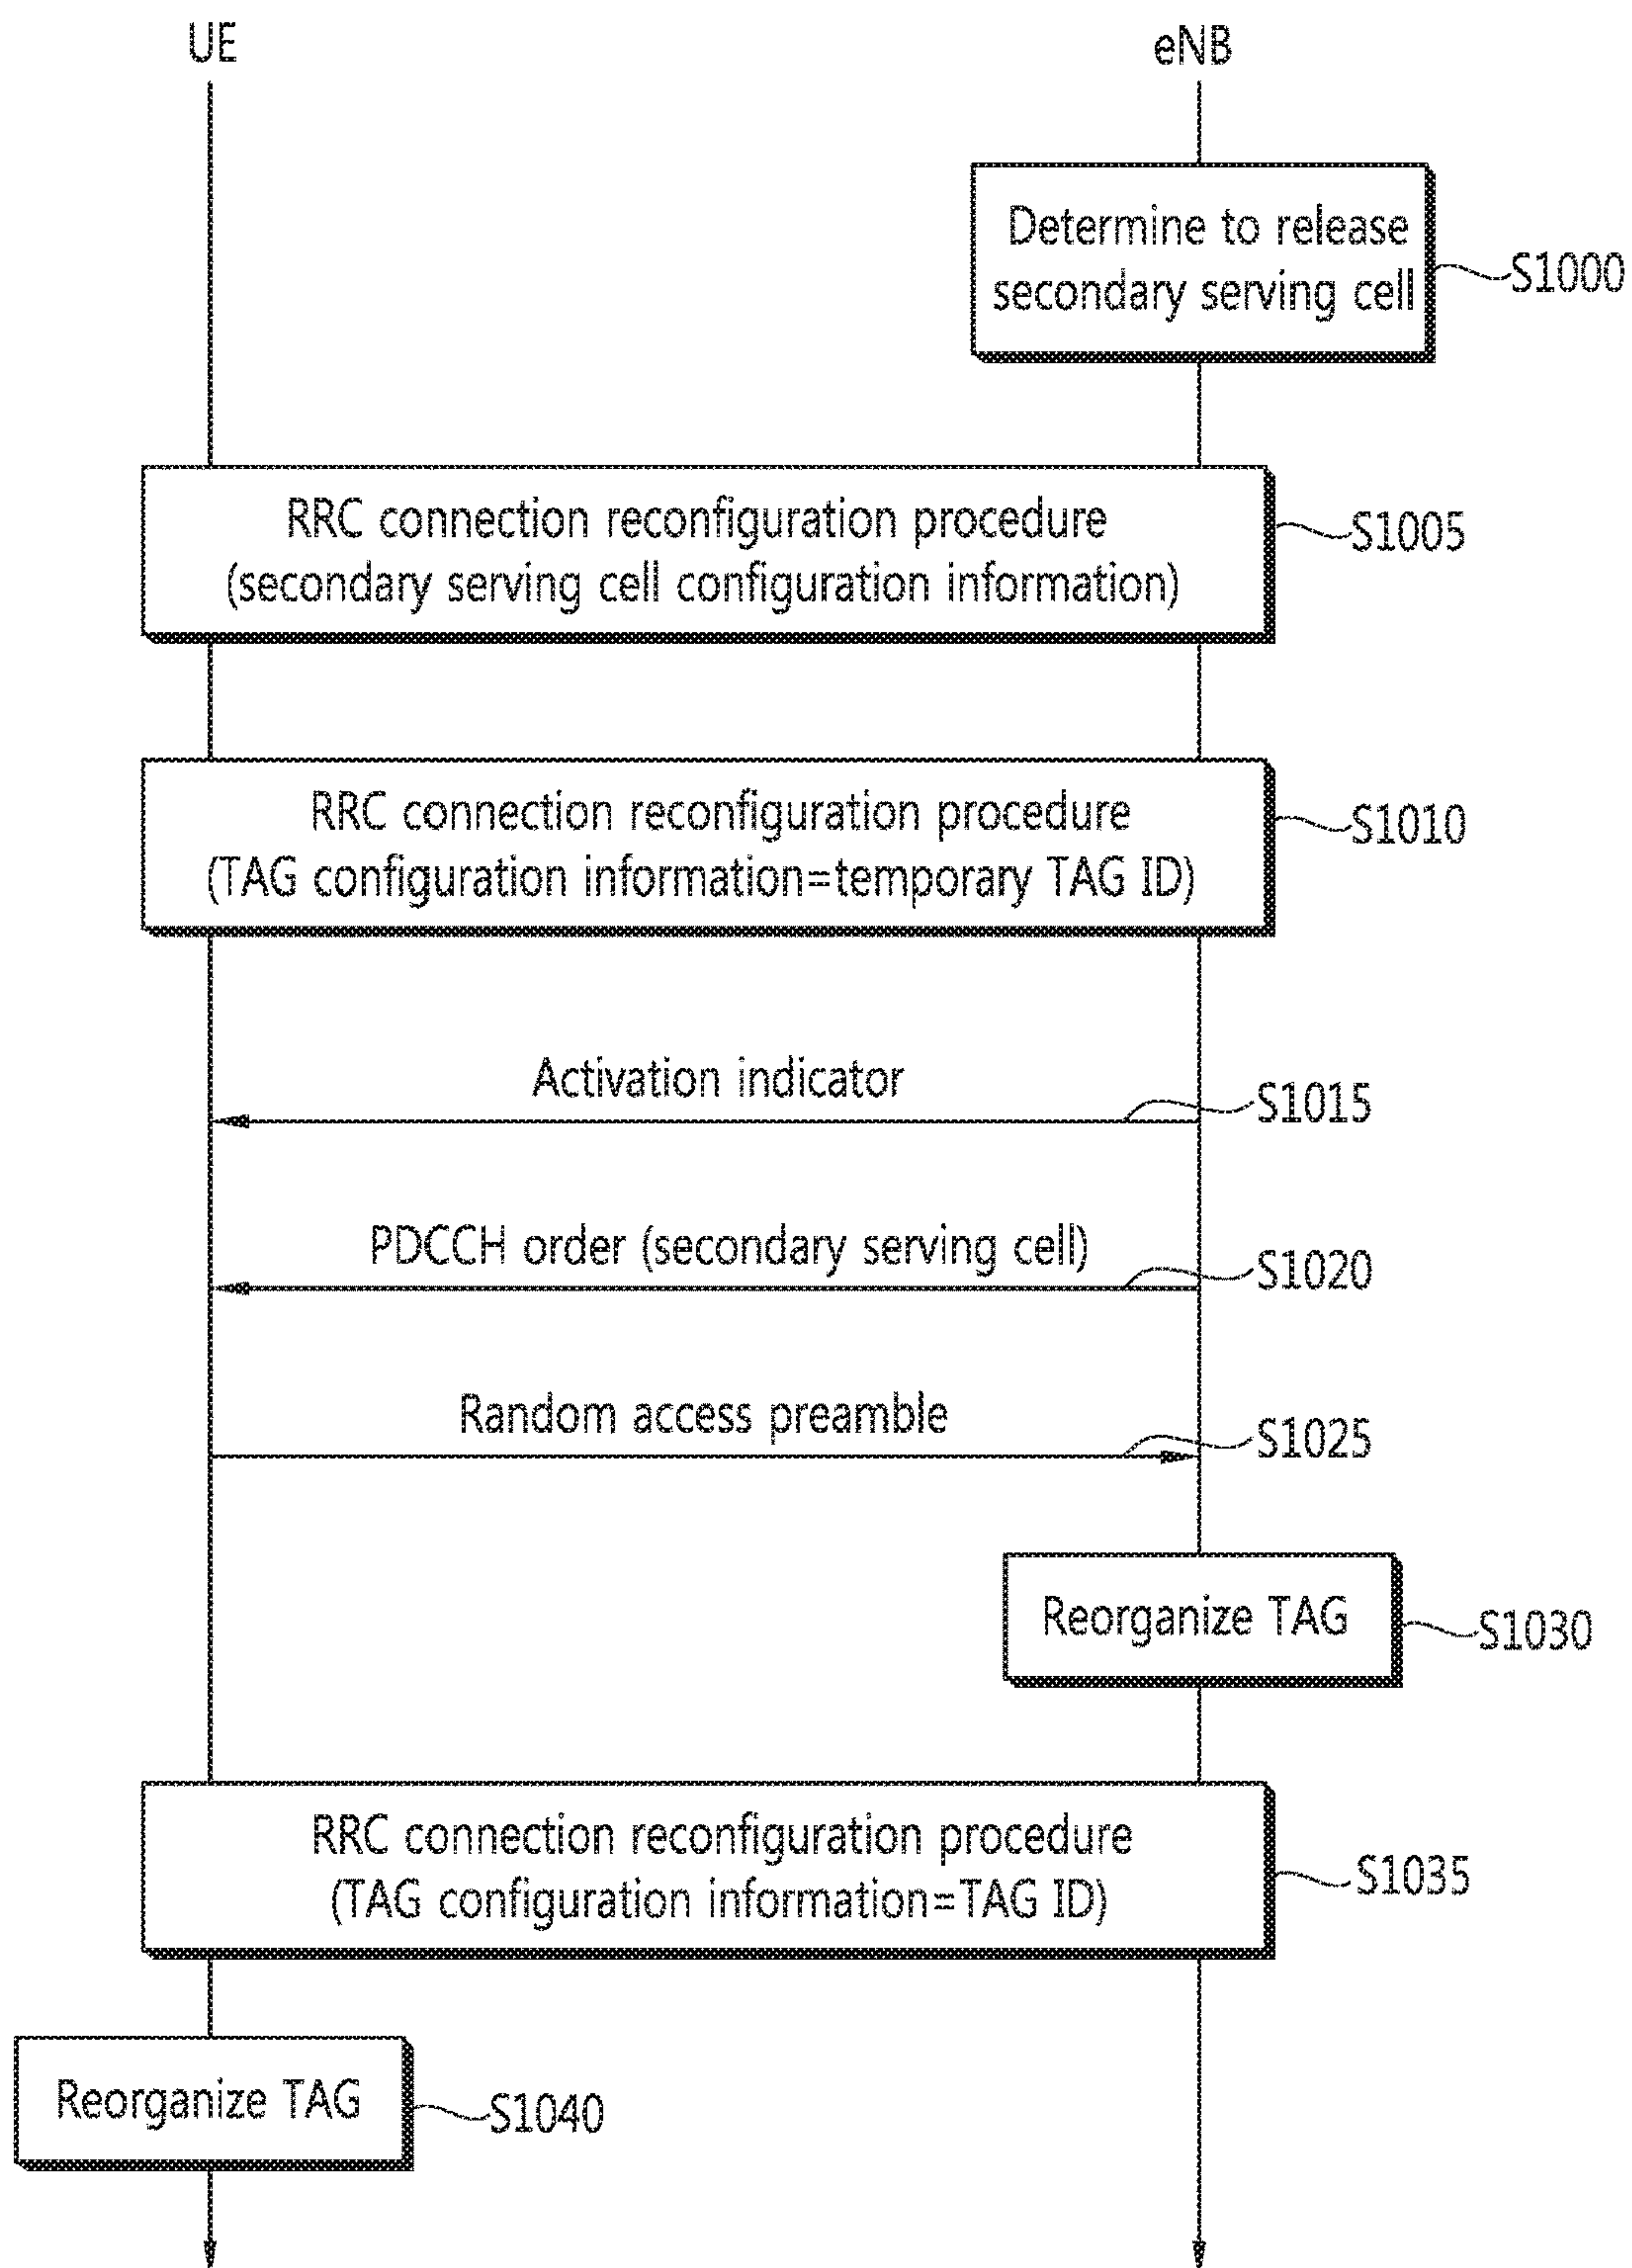 UE
eNB
Determine to release
secondary serving cell
S1000
RRC connection reconfiguration procedure
(secondary serving cell configuration information)
S1005
RRC connection reconfiguration procedure
(TAG configuration information=temporary TAG ID)
S1010
Activation indicator
S1015
PDCCH order (secondary serving cell)
S1020
Random access preamble
S1025
Reorganize TAG
S1030
RRC connection reconfiguration procedure
(TAG configuration information=TAG ID)
S1035
Reorganize TAG
S1040